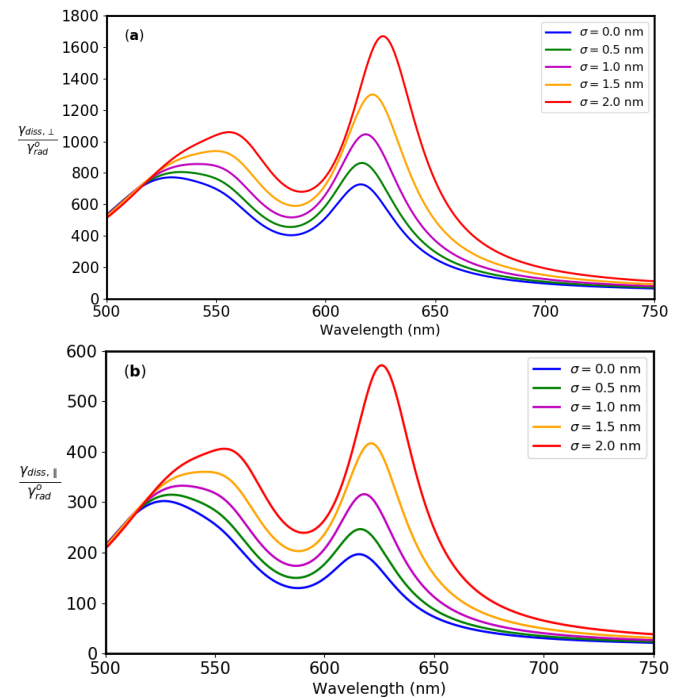 (a)
γdiss,⊥
γ°rad
1800
1600
1400
1200
1000
800
600
400
200
0
σ = 0.0 nm
σ = 0.5 nm
σ = 1.0 nm
σ = 1.5 nm
σ = 2.0 nm
500 550 600 650 700 750
Wavelength (nm)
(b)
γdiss,∥
γ°rad
600
500
400
300
200
100
0
σ = 0.0 nm
σ = 0.5 nm
σ = 1.0 nm
σ = 1.5 nm
σ = 2.0 nm
500 550 600 650 700 750
Wavelength (nm)